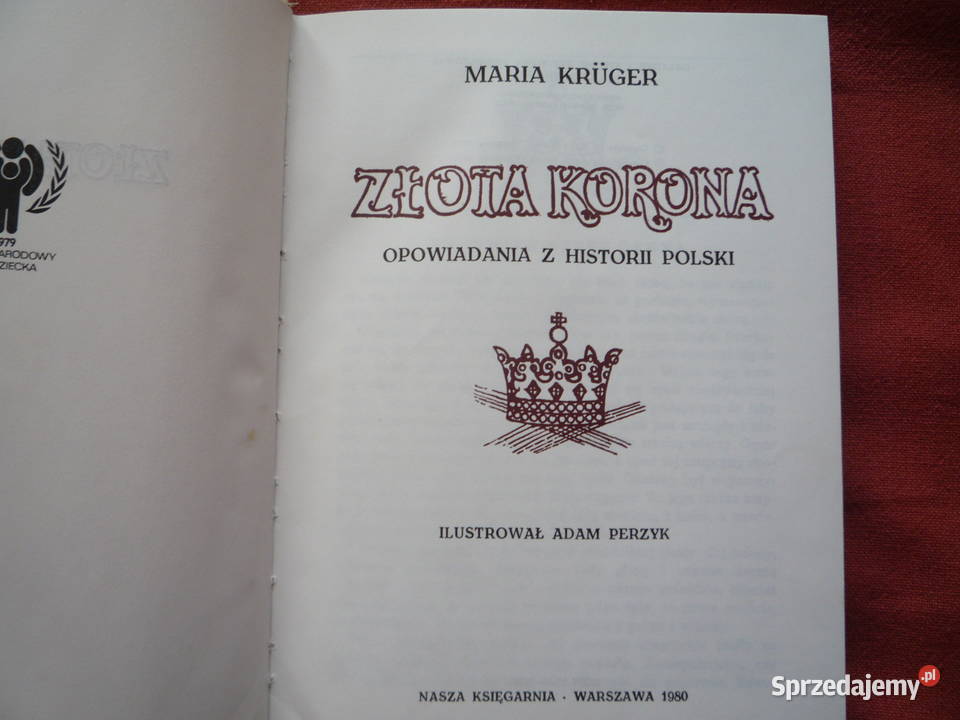 1979
ARODOWY
ZIECKA
MARIA KRÜGER
ZŁOTA KORONA
OPOWIADANIA Z HISTORII POLSKI
ILUSTROWAŁ ADAM PERZYK
NASZA KSIĘGARNIA · WARSZAWA 1980
Sprzedajemy.pl